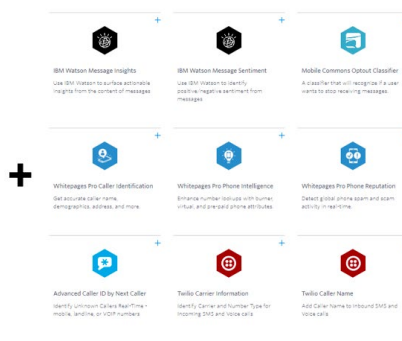 IBM Watson Message Insights
Use IBM Watson to surface actionable
insights from the content of messages
IBM Watson Message Sentiment
Use IBM Watson to identify
positive/negative sentiment from
messages
Mobile Commons Optout Classifier
A classifier that will recognize if a user
wants to stop receiving messages.
Whitepages Pro Caller Identification
Get accurate caller name,
demographics, address, and more.
Whitepages Pro Phone Intelligence
Enhance number lookups with burner,
virtual, and pre-paid phone attributes.
Whitepages Pro Phone Reputation
Detect global phone spam and scam
activity in real-time.
Advanced Caller ID by Next Caller
Identify Unknown Callers Real-Time -
mobile, landline, or VOIP numbers
Twilio Carrier Information
Identify Carrier and Number Type for
incoming SMS and Voice calls
Twilio Caller Name
Add Caller Name to Inbound SMS and
Voice calls